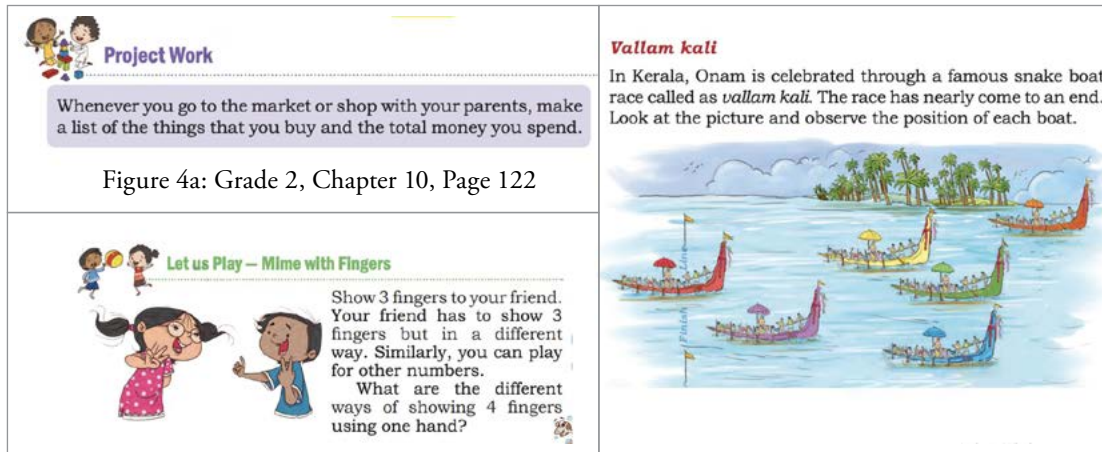 Project Work
Whenever you go to the market or shop with your parents, make
a list of the things that you buy and the total money you spend.
Figure 4a: Grade 2, Chapter 10, Page 122
Let us Play – Mime with Fingers
Show 3 fingers to your friend.
Your friend has to show 3
fingers but in a different
way. Similarly, you can play
for other numbers.
What are the different
ways of showing 4 fingers
using one hand?
Vallam kali
In Kerala, Onam is celebrated through a famous snake boat
race called as vallam kali. The race has nearly come to an end.
Look at the picture and observe the position of each boat.
Finish Line